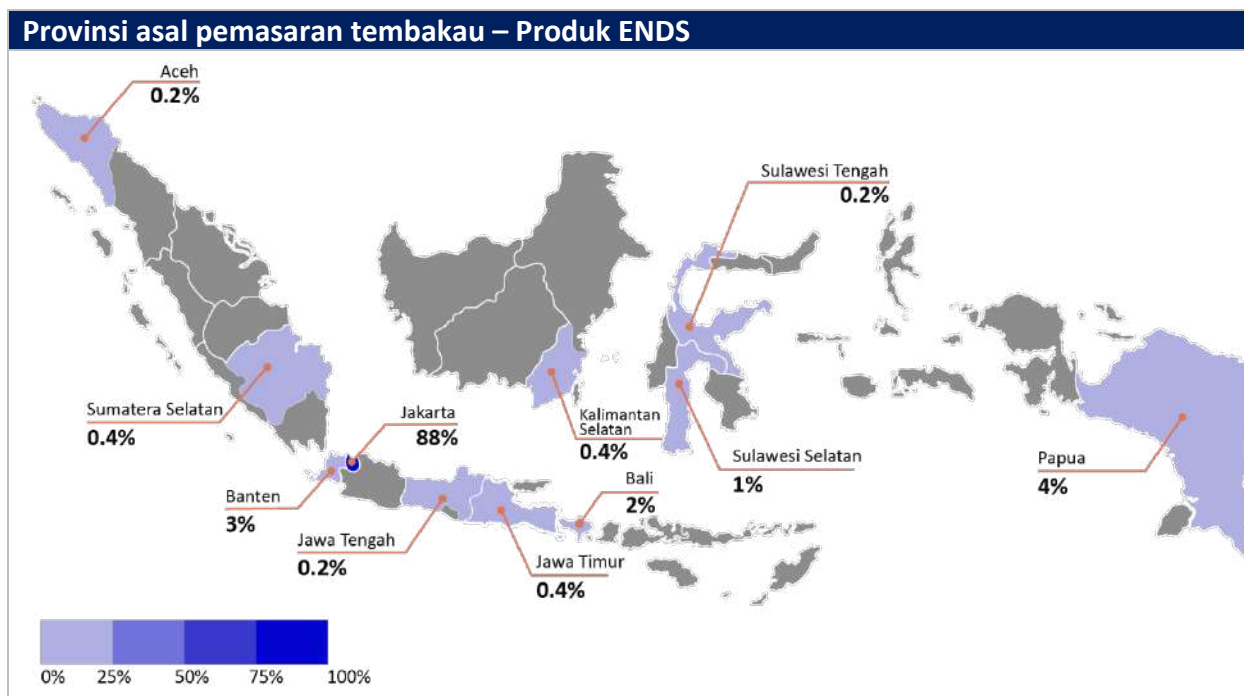 Provinsi asal pemasaran tembakau – Produk ENDS
Aceh
0.2%
Sulawesi Tengah
0.2%
Sumatera Selatan
0.4%
Jakarta
88%
Kalimantan
Selatan
0.4%
Sulawesi Selatan
1%
Papua
4%
Banten
3%
Bali
2%
Jawa Tengah
0.2%
Jawa Timur
0.4%
0% 25% 50% 75% 100%